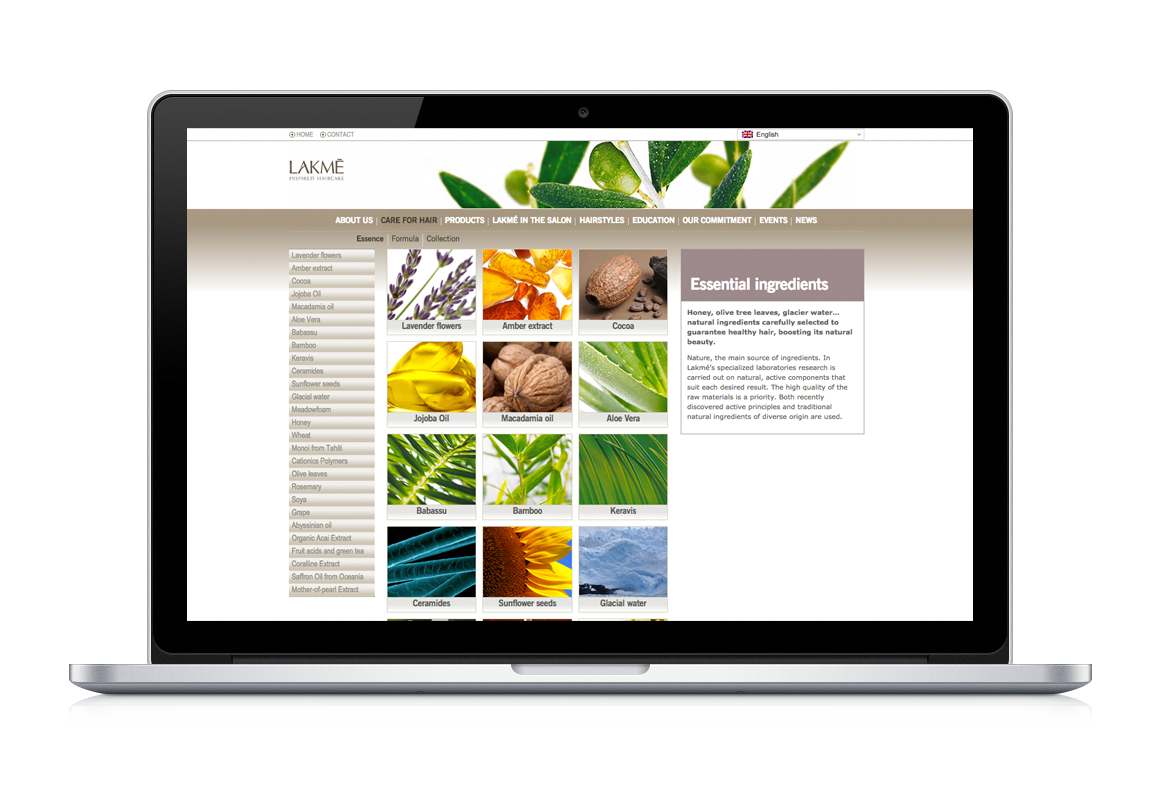 HOME CONTACT
English
LAKMĒ
INSPIRED HAIRCARE
ABOUT US | CARE FOR HAIR | PRODUCTS | LAKMÉ IN THE SALON | HAIRSTYLES | EDUCATION | OUR COMMITMENT | EVENTS | NEWS
Essence | Formula | Collection
Lavender flowers
Amber extract
Cocoa
Jojoba Oil
Macadamia oil
Aloe Vera
Babassu
Bamboo
Keravis
Ceramides
Sunflower seeds
Glacial water
Meadowfoam
Honey
Wheat
Monoi from Tahití
Cationics Polymers
Olive leaves
Rosemary
Soya
Grape
Abyssinian oil
Organic Acai Extract
Fruit acids and green tea
Coralline Extract
Saffron Oil from Oceania
Mother-of-pearl Extract
Lavender flowers
Amber extract
Cocoa
Jojoba Oil
Macadamia oil
Aloe Vera
Babassu
Bamboo
Keravis
Ceramides
Sunflower seeds
Glacial water
Essential ingredients
Honey, olive tree leaves, glacier water...
natural ingredients carefully selected to
guarantee healthy hair, boosting its natural
beauty.
Nature, the main source of ingredients. In
Lakmé's specialized laboratories research is
carried out on natural, active components that
suit each desired result. The high quality of the
raw materials is a priority. Both recently
discovered active principles and traditional
natural ingredients of diverse origin are used.